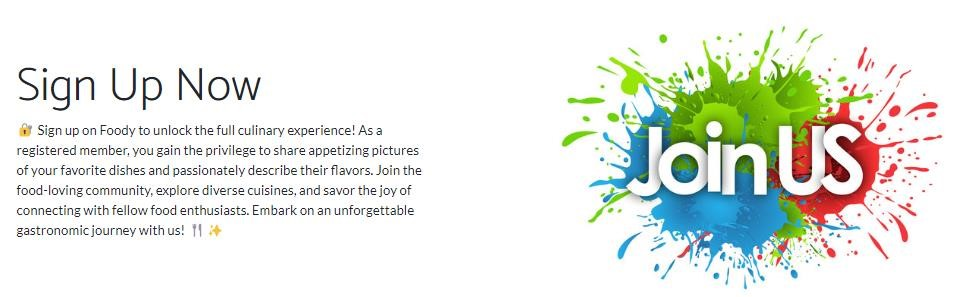 Sign Up Now
🔐 Sign up on Foody to unlock the full culinary experience! As a
registered member, you gain the privilege to share appetizing pictures
of your favorite dishes and passionately describe their flavors. Join the
food-loving community, explore diverse cuisines, and savor the joy of
connecting with fellow food enthusiasts. Embark on an unforgettable
gastronomic journey with us! 🍴 ✨
Join US